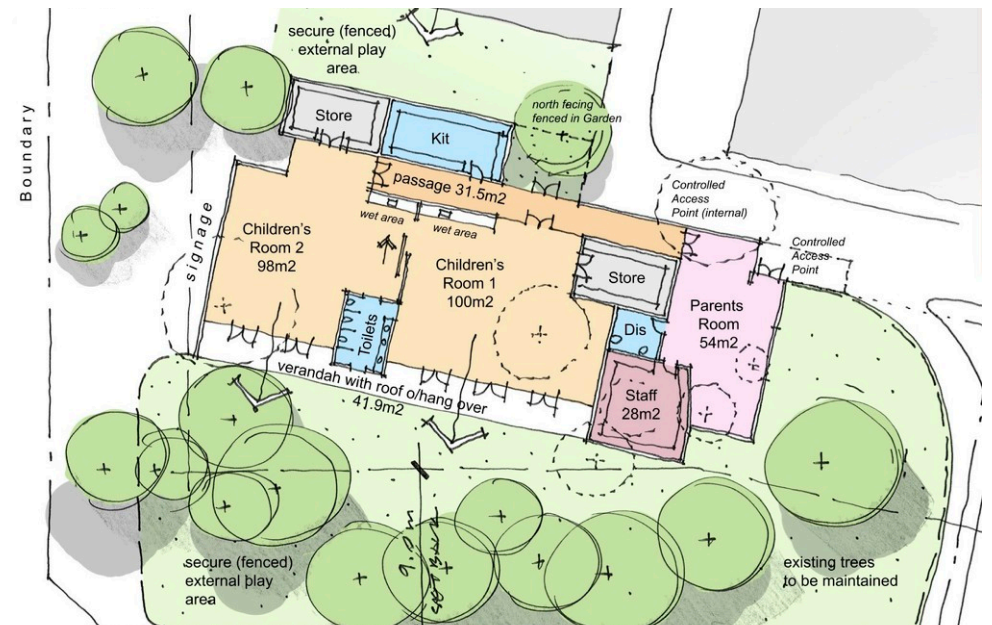 secure (fenced)
external play
area.
Boundary
signage
Store
Kit
north facing
fenced in Garden
passage 31.5m2
wet area
wet area
Controlled
Access
Point (internal)
Controlled
Access
Point
Children's
Room 2
98m2
Children's
Room 1
100m2
Store
Parents
Room
54m2
Toilets
Dis
Staff
28m2
verandah with roof o/hang over
41.9m2
secure (fenced)
external play
area
9.0 m
existing trees
to be maintained